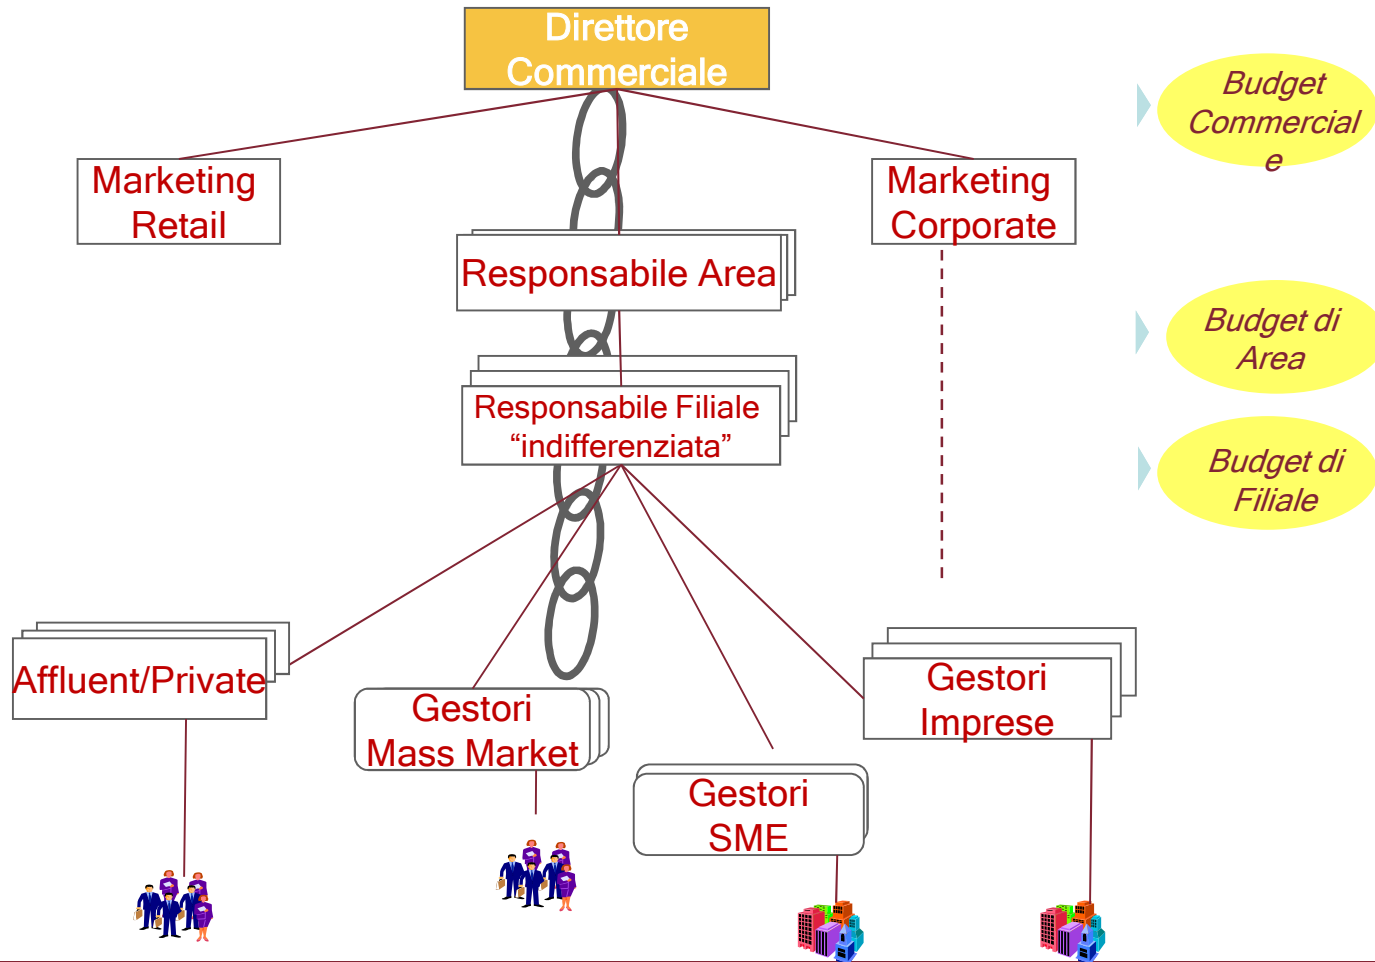 Direttore
Commerciale
Budget
Commercial
e
Marketing
Retail
Marketing
Corporate
Responsabile Area
Budget di
Area
Responsabile Filiale
“indifferenziata”
Budget di
Filiale
Affluent/Private
Gestori
Mass Market
Gestori
SME
Gestori
Imprese